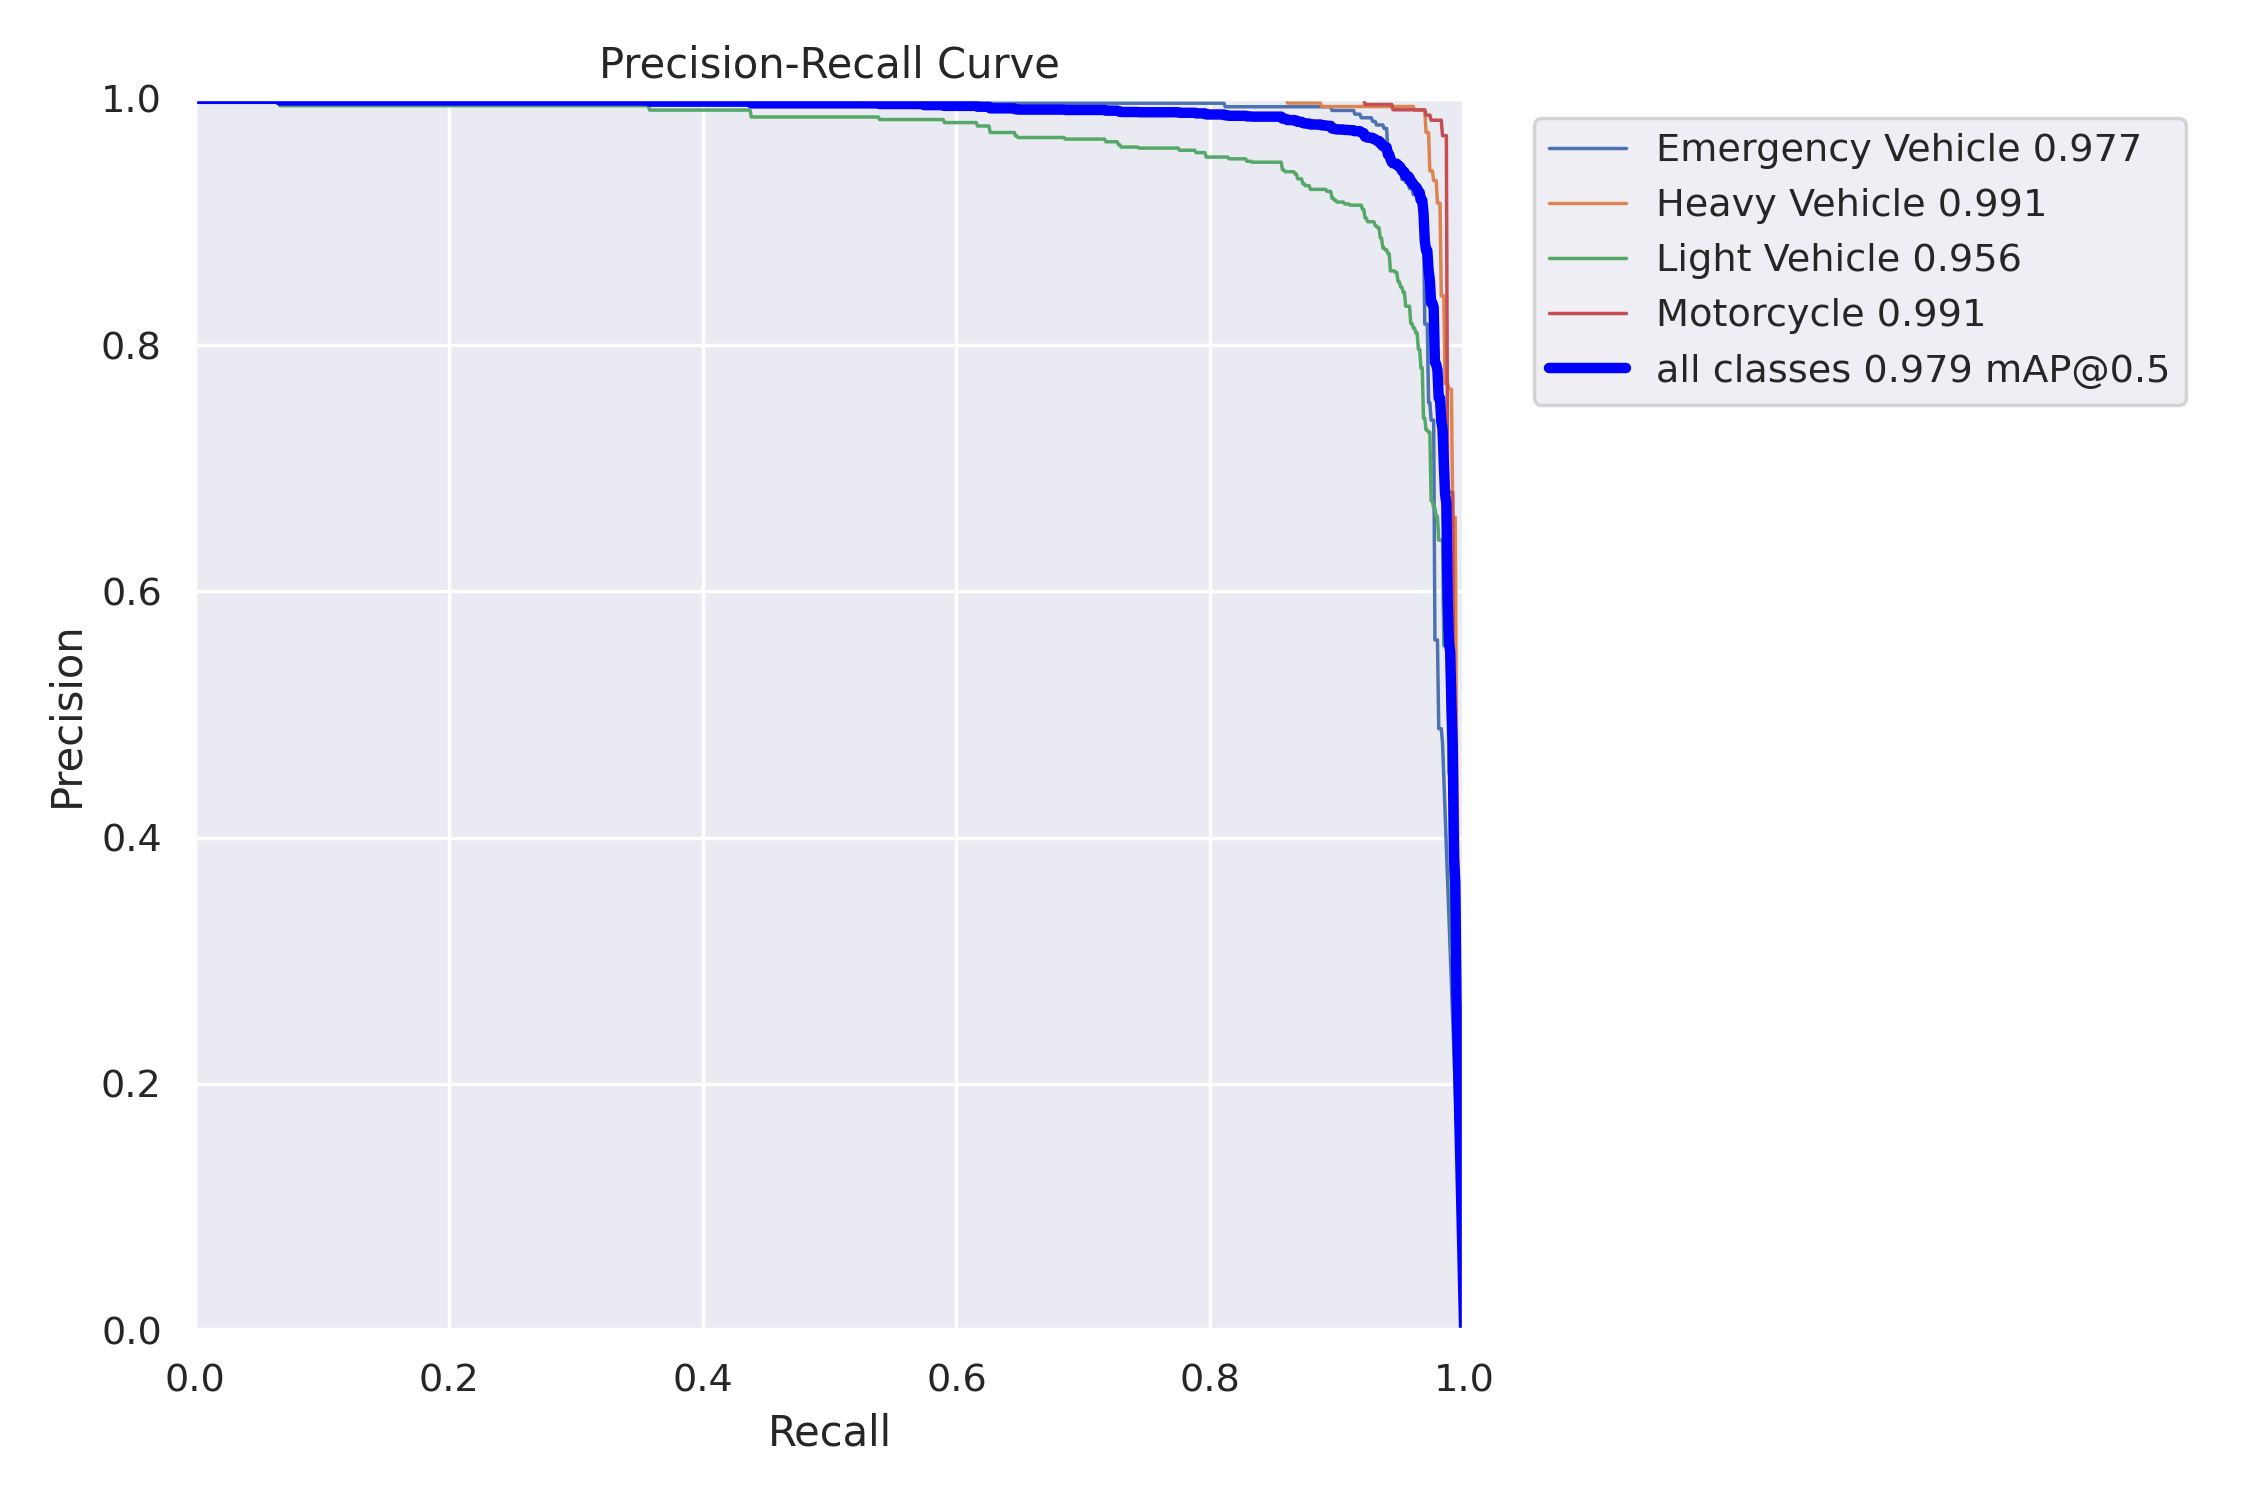 Precision-Recall Curve
1.0
0.8
0.6
0.4
0.2
0.0
Precision
0.0 0.2 0.4 0.6 0.8 1.0
Recall
Emergency Vehicle 0.977
Heavy Vehicle 0.991
Light Vehicle 0.956
Motorcycle 0.991
all classes 0.979 mAP@0.5